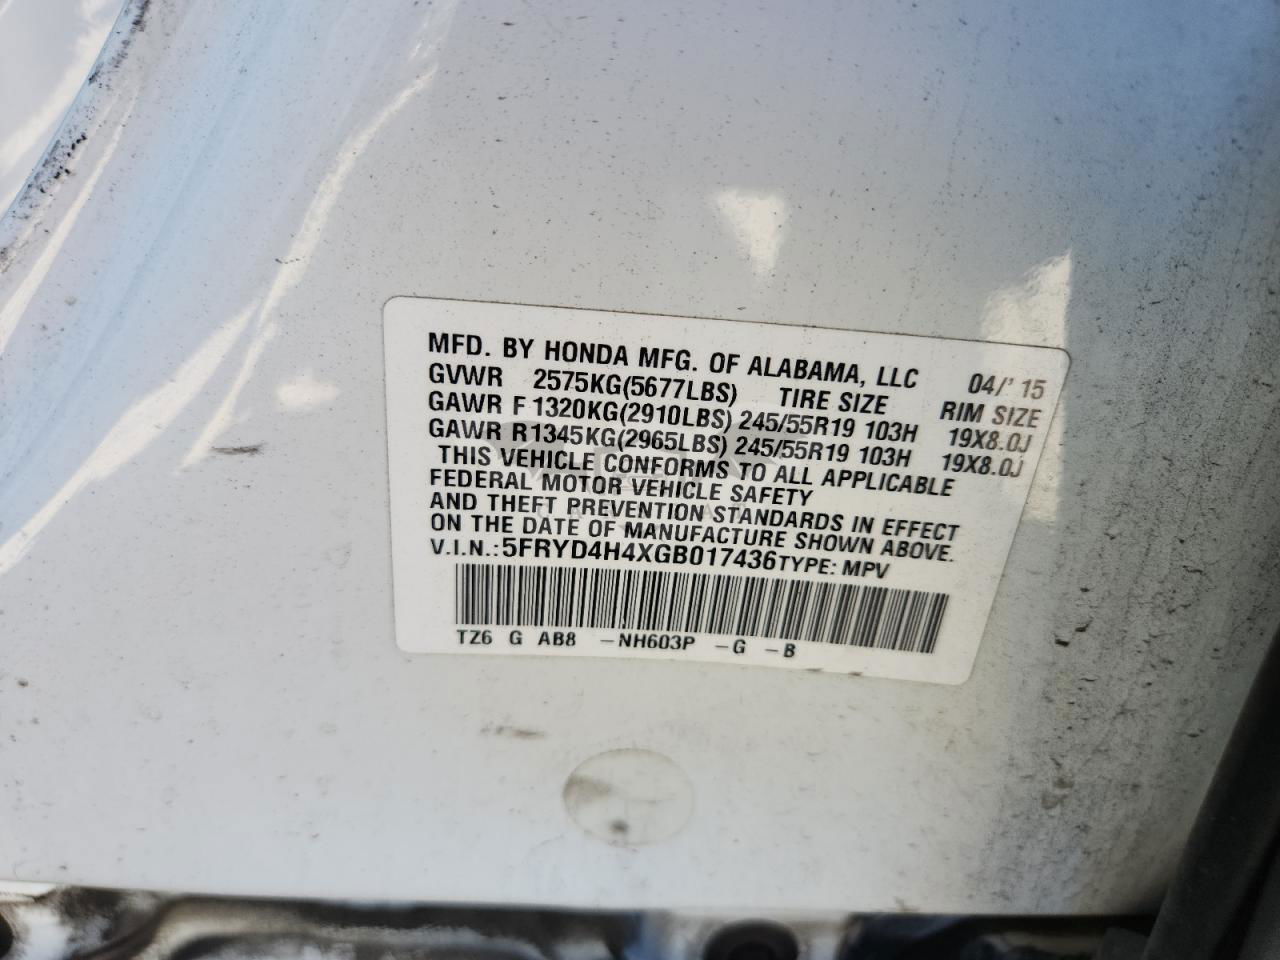 MFD. BY HONDA MFG. OF ALABAMA, LLC 04/' 15
GVWR 2575KG(5677LBS) TIRE SIZE RIM SIZE
GAWR F 1320KG(2910LBS) 245/55R19 103H 19X8.0J
GAWR R1345KG(2965LBS) 245/55R19 103H 19X8.0J
THIS VEHICLE CONFORMS TO ALL APPLICABLE
FEDERAL MOTOR VEHICLE SAFETY
AND THEFT PREVENTION STANDARDS IN EFFECT
ON THE DATE OF MANUFACTURE SHOWN ABOVE.
V.I.N.:5FRYD4H4XGB017436TYPE: MPV
TZ6 G AB8 -NH603P -G -B